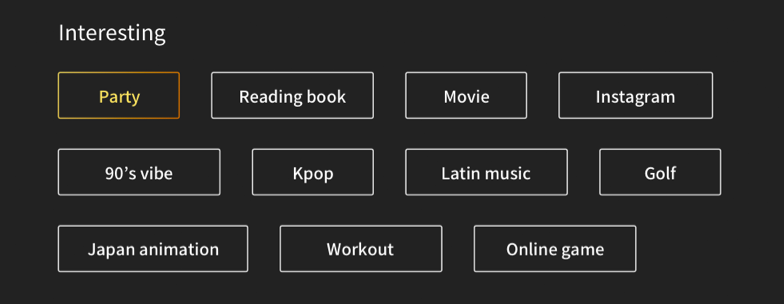 Interesting
Party Reading book Movie Instagram
90's vibe Kpop Latin music Golf
Japan animation Workout Online game